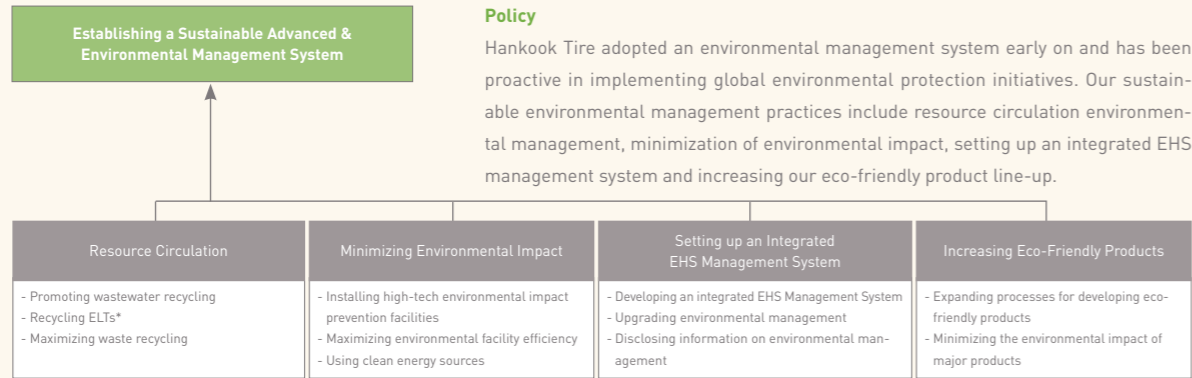 Establishing a Sustainable Advanced &
Environmental Management System
Policy
Hankook Tire adopted an environmental management system early on and has been
proactive in implementing global environmental protection initiatives. Our sustain-
able environmental management practices include resource circulation environmen-
tal management, minimization of environmental impact, setting up an integrated EHS
management system and increasing our eco-friendly product line-up.
Resource Circulation
- Promoting wastewater recycling
- Recycling ELTs*
- Maximizing waste recycling
Minimizing Environmental Impact
- Installing high-tech environmental impact
prevention facilities
- Maximizing environmental facility efficiency
- Using clean energy sources
Setting up an Integrated
EHS Management System
- Developing an integrated EHS Management System
- Upgrading environmental management
- Disclosing information on environmental man-
agement
Increasing Eco-Friendly Products
- Expanding processes for developing eco-
friendly products
- Minimizing the environmental impact of
major products